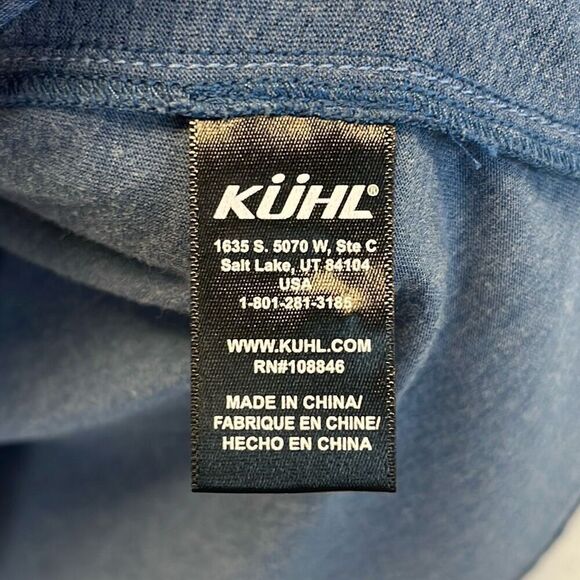 KÜHL®
1635 S. 5070 W, Ste C
Salt Lake, UT 84104
USA
1-801-281-3185
WWW.KUHL.COM
RN#108846
MADE IN CHINA/
FABRIQUE EN CHINE/
HECHO EN CHINA